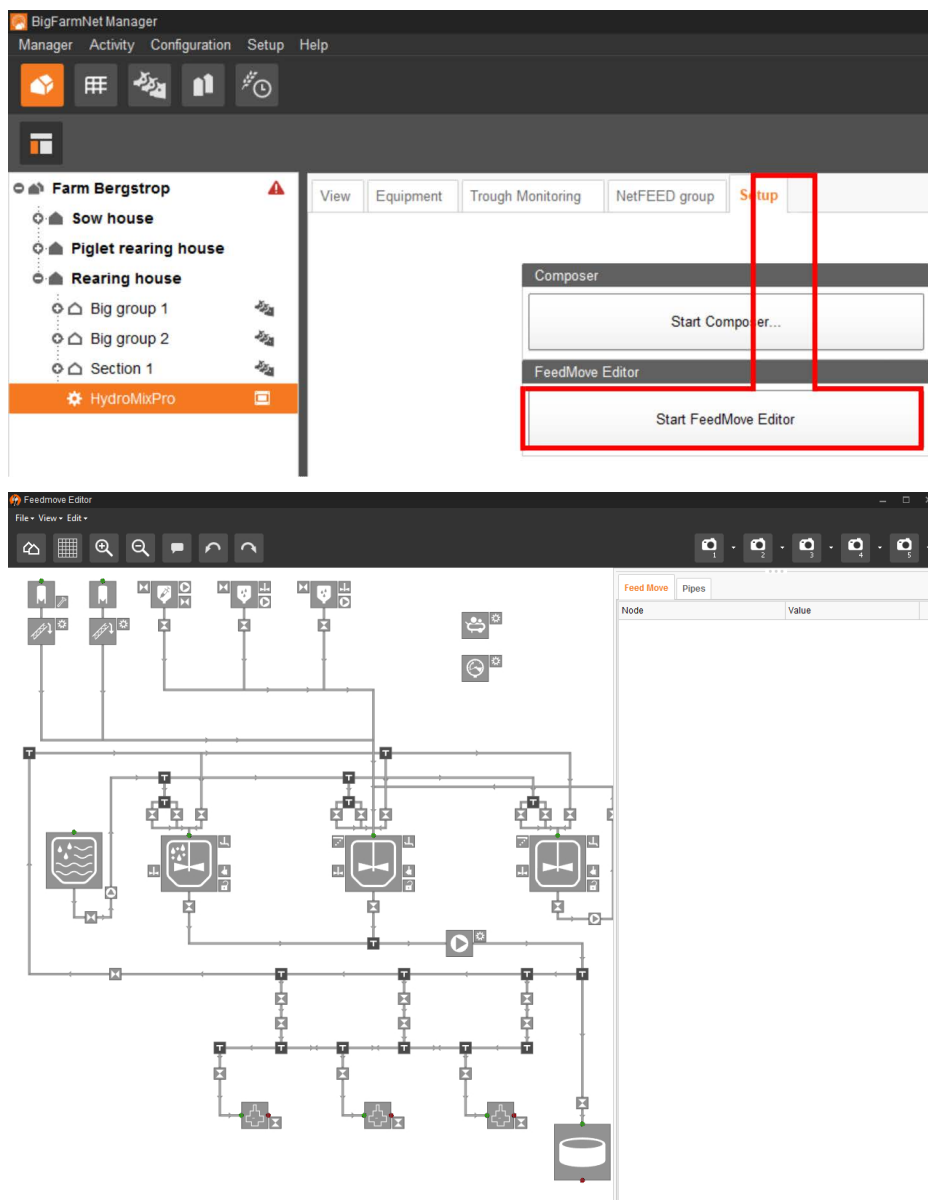 BigFarmNet Manager
Manager Activity Configuration Setup Help
Farm Bergstrop
Sow house
Piglet rearing house
Rearing house
Big group 1
Big group 2
Section 1
HydroMixPro
View Equipment Trough Monitoring NetFEED group Setup
Composer
Start Composer...
FeedMove Editor
Start FeedMove Editor
Feedmove Editor
File View Edit
1 2 3 4 5
Feed Move Pipes
Node Value
M M
T T
T T T
T T T
T
T T T T
T T T T T T